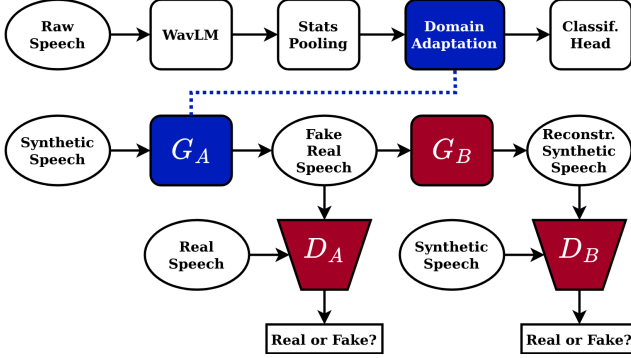 Raw
Speech
WavLM
Stats
Pooling
Domain
Adaptation
Classif.
Head
Synthetic
Speech
G_A
Fake
Real
Speech
G_B
Reconstr.
Synthetic
Speech
Real
Speech
D_A
Synthetic
Speech
D_B
Real or Fake?
Real or Fake?